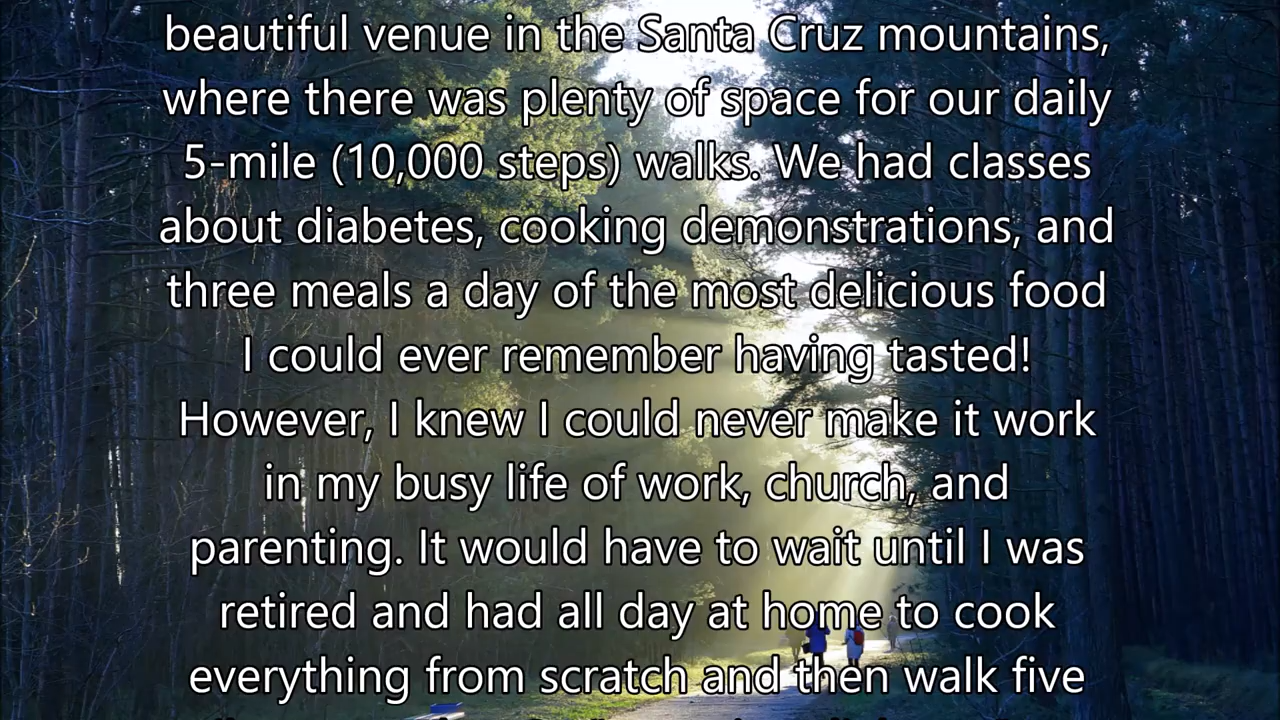 beautiful venue in the Santa Cruz mountains,
where there was plenty of space for our daily
5-mile (10,000 steps) walks. We had classes
about diabetes, cooking demonstrations, and
three meals a day of the most delicious food
I could ever remember having tasted!
However, I knew I could never make it work
in my busy life of work, church, and
parenting. It would have to wait until I was
retired and had all day at home to cook
everything from scratch and then walk five